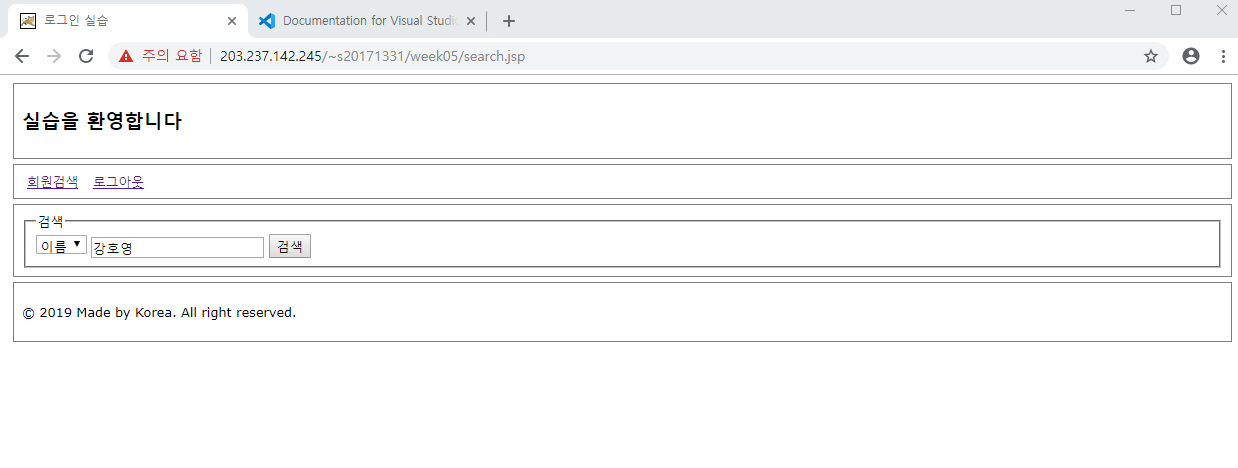 로그인 실습 Documentation for Visual Studio
주의 요함 203.237.142.245/~s20171331/week05/search.jsp
실습을 환영합니다
회원검색 로그아웃
검색
이름 강호영 검색
© 2019 Made by Korea. All right reserved.